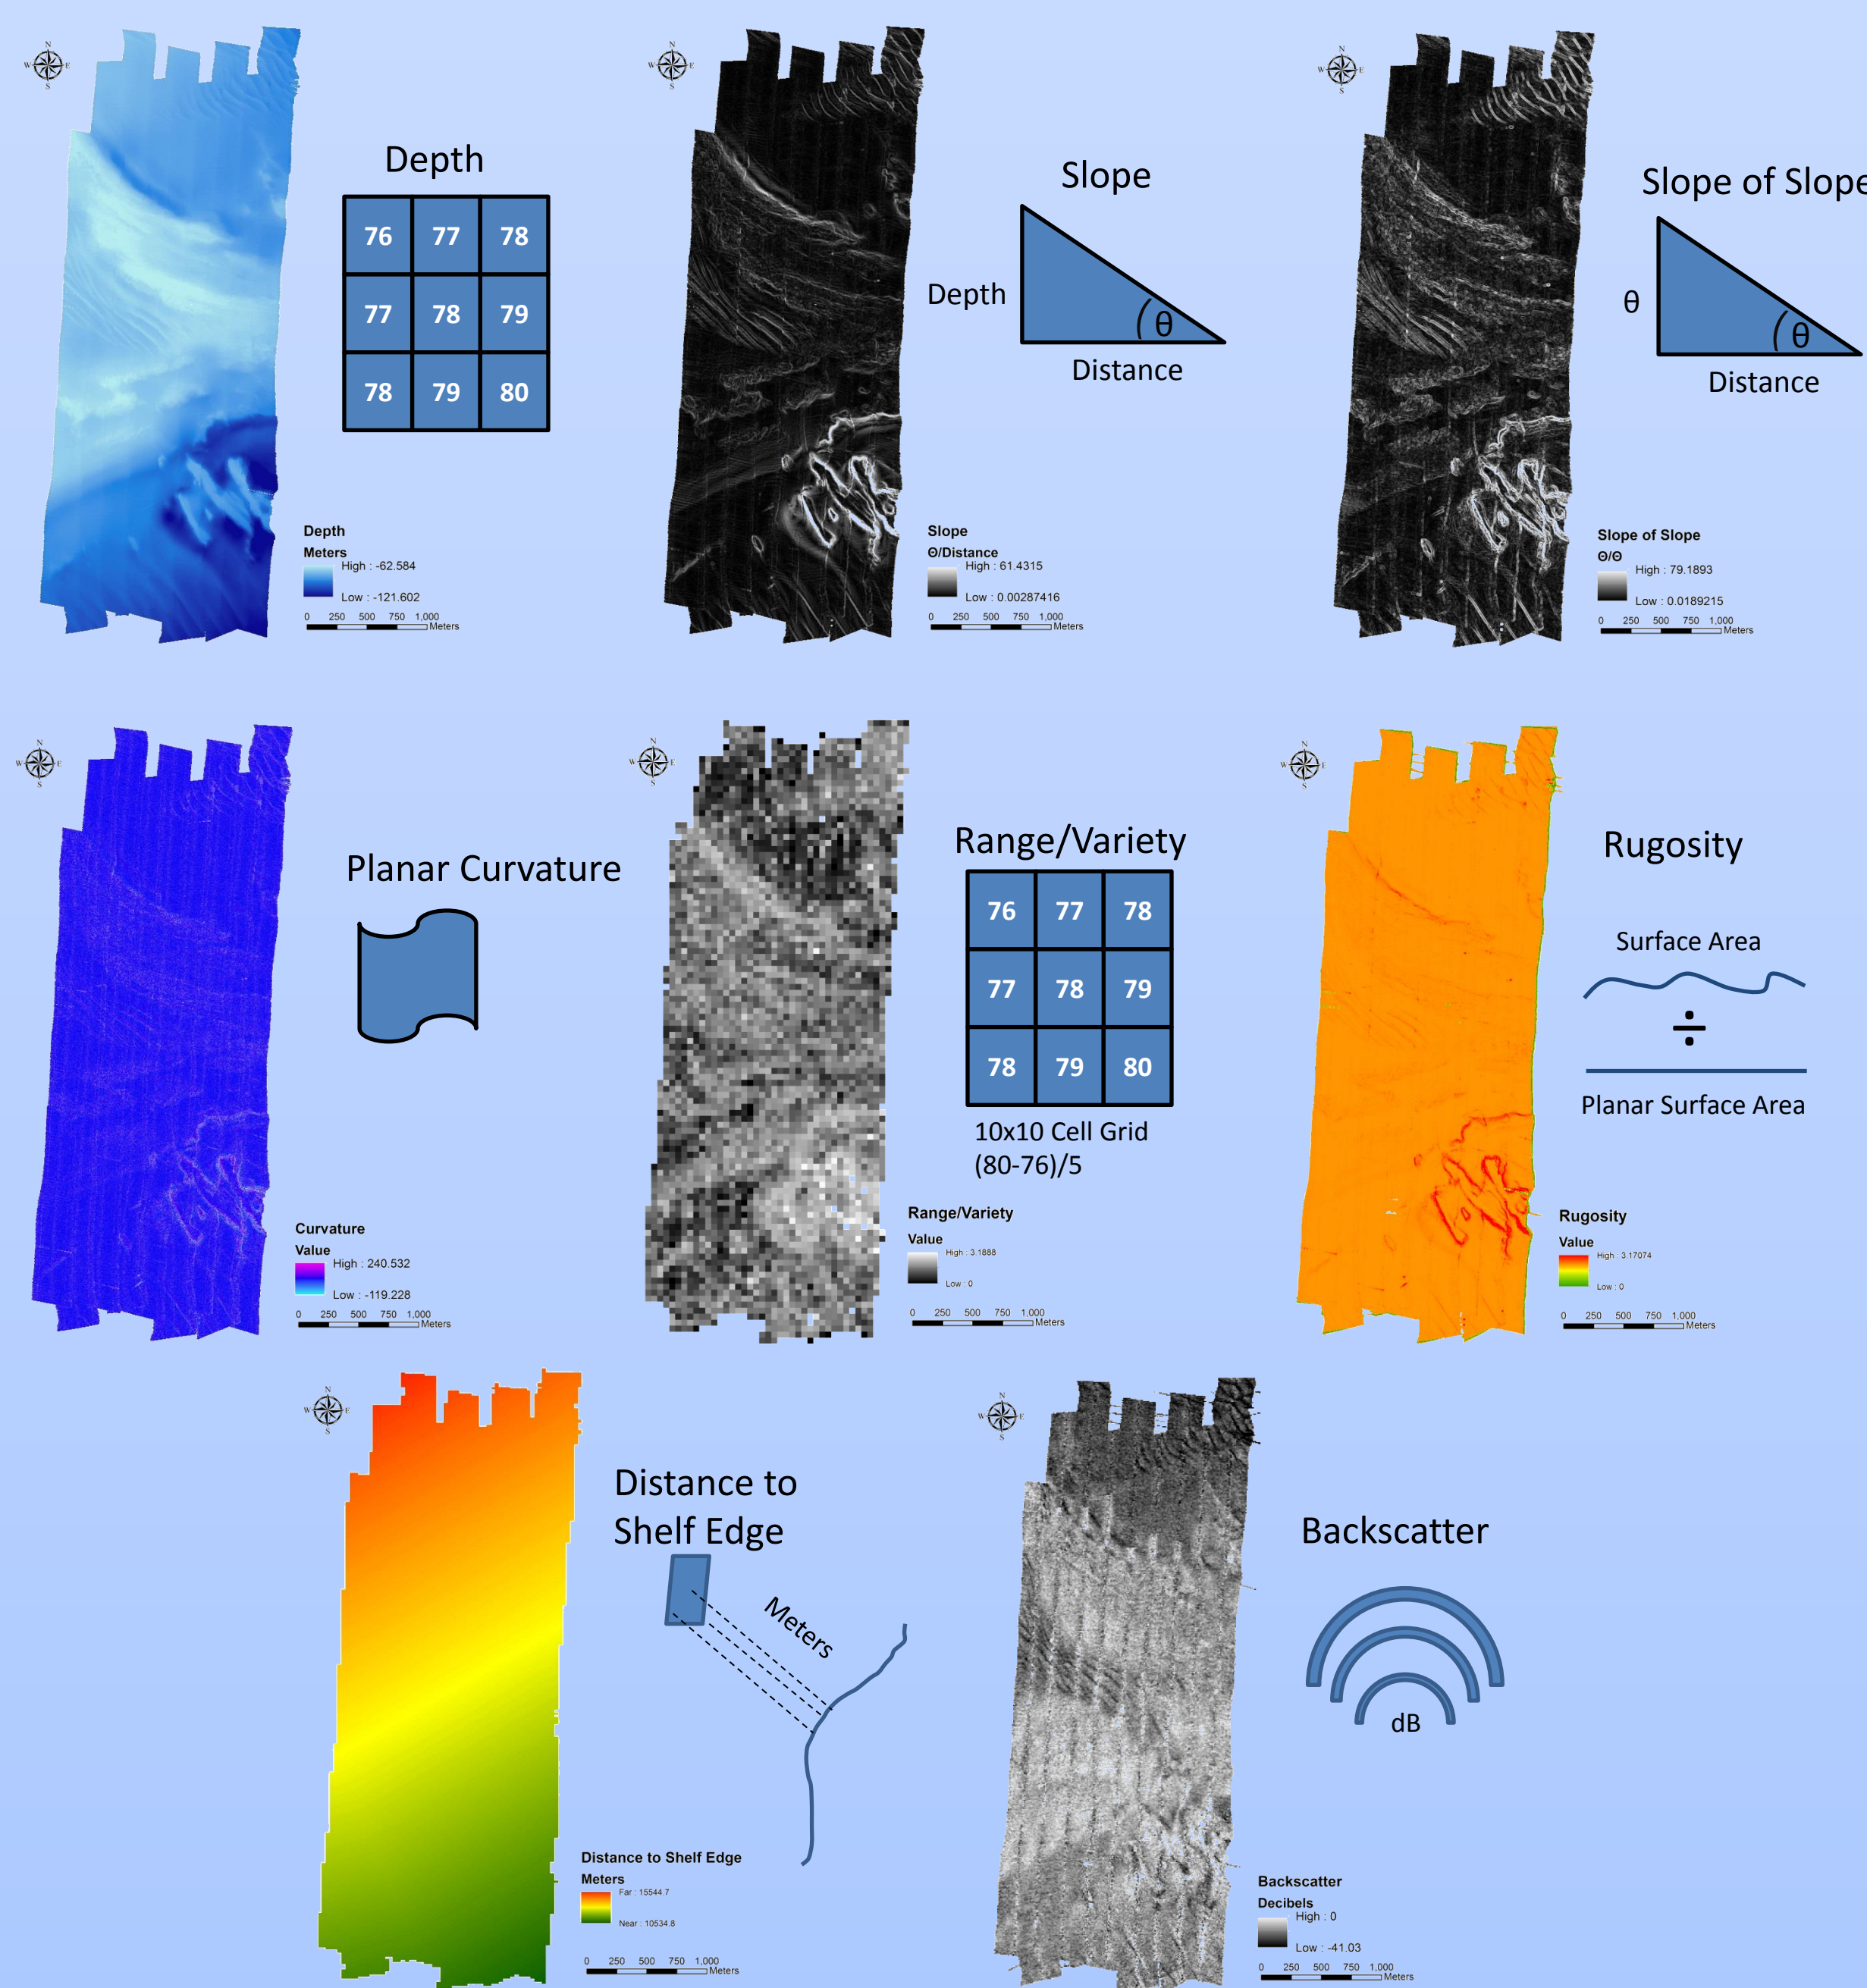 N
W E
S
Depth
76 77 78
77 78 79
78 79 80
Depth
Meters
High : -62.584
Low : -121.602
0 250 500 750 1,000
Meters
N
W E
S
Slope
Depth
θ
Distance
Slope
Θ/Distance
High : 61.4315
Low : 0.00287416
0 250 500 750 1,000
Meters
N
W E
S
Slope of Slope
θ
θ
Distance
Slope of Slope
Θ/Θ
High : 79.1893
Low : 0.0189215
0 250 500 750 1,000
Meters
N
W E
S
Planar Curvature
Curvature
Value
High : 240.532
Low : -119.228
0 250 500 750 1,000
Meters
N
W E
S
Range/Variety
76 77 78
77 78 79
78 79 80
10x10 Cell Grid
(80-76)/5
Range/Variety
Value
High : 3.1888
Low : 0
0 250 500 750 1,000
Meters
N
W E
S
Rugosity
Surface Area
÷
Planar Surface Area
Rugosity
Value
High : 3.17074
Low : 0
0 250 500 750 1,000
Meters
N
W E
S
Distance to
Shelf Edge
Meters
Distance to Shelf Edge
Meters
Far : 15544.7
Near : 10534.8
0 250 500 750 1,000
Meters
N
W E
S
Backscatter
dB
Backscatter
Decibels
High : 0
Low : -41.03
0 250 500 750 1,000
Meters